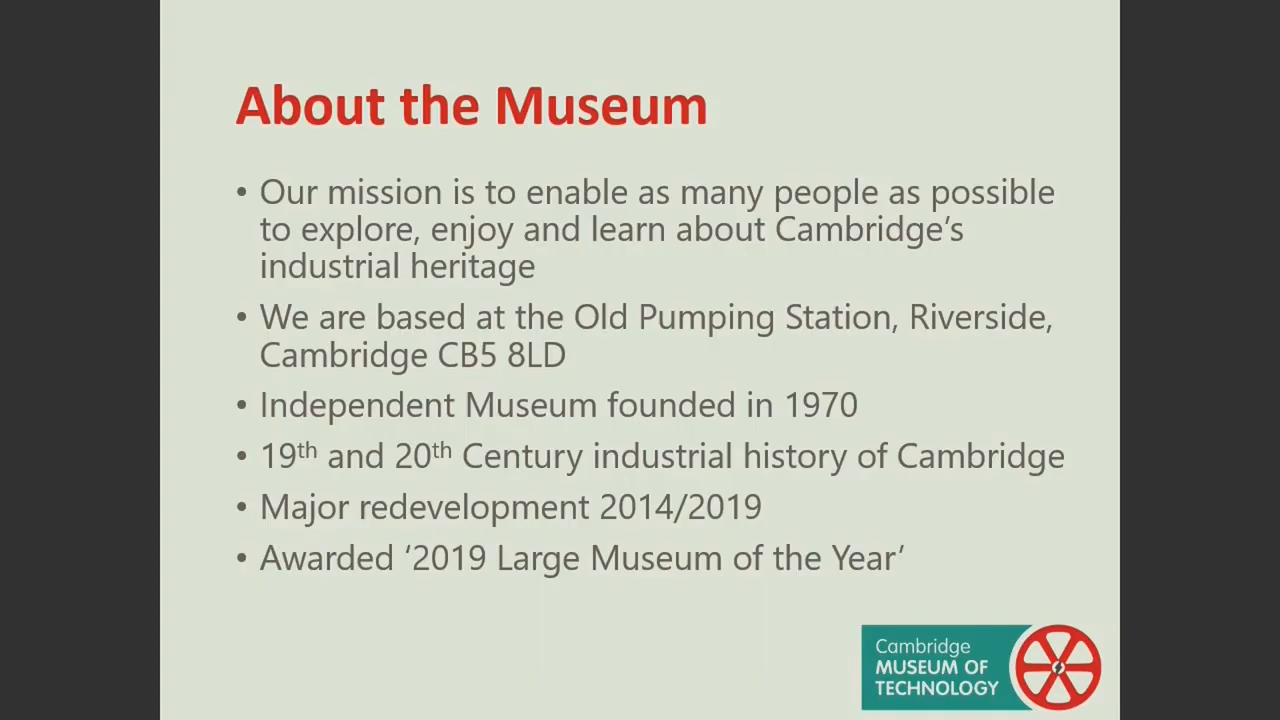 About the Museum
• Our mission is to enable as many people as possible
to explore, enjoy and learn about Cambridge’s
industrial heritage
• We are based at the Old Pumping Station, Riverside,
Cambridge CB5 8LD
• Independent Museum founded in 1970
• 19th and 20th Century industrial history of Cambridge
• Major redevelopment 2014/2019
• Awarded ‘2019 Large Museum of the Year’
Cambridge
MUSEUM OF
TECHNOLOGY